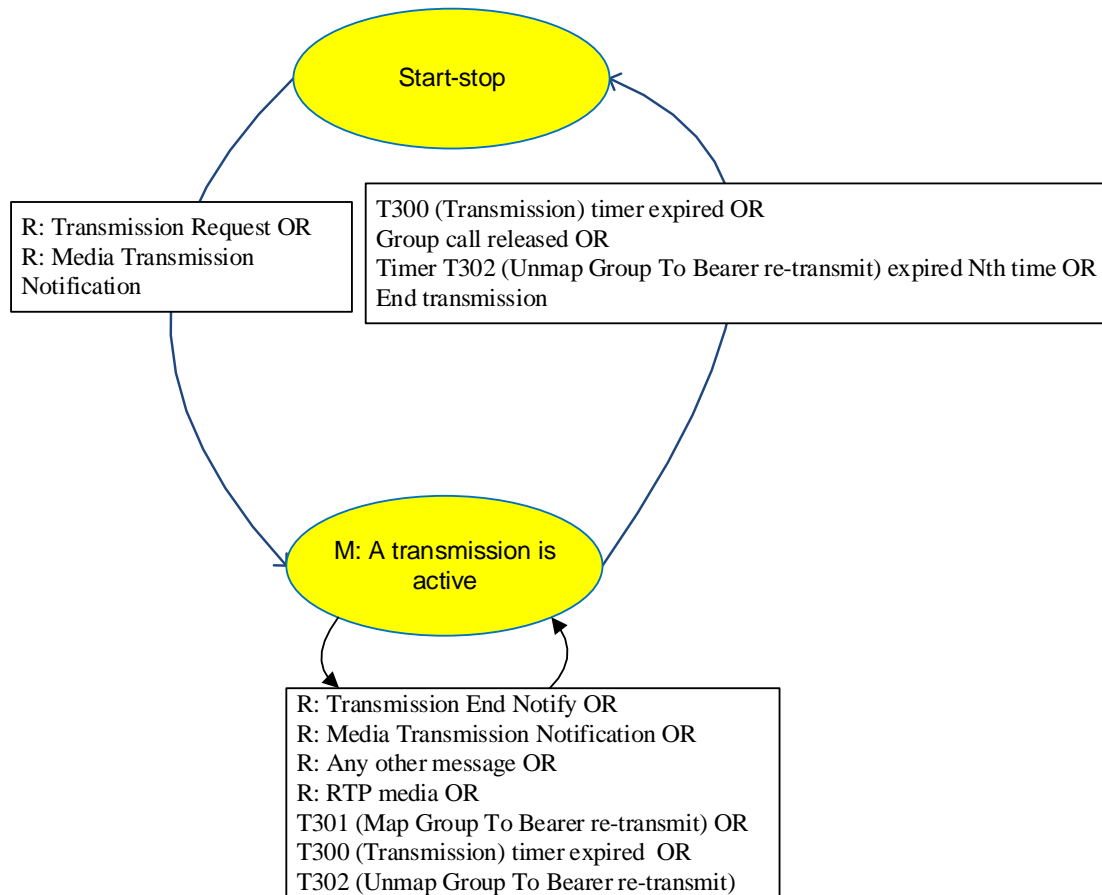 Start-stop
R: Transmission Request OR
R: Media Transmission
Notification
T300 (Transmission) timer expired OR
Group call released OR
Timer T302 (Unmap Group To Bearer re-transmit) expired Nth time OR
End transmission
M: A transmission is
active
R: Transmission End Notify OR
R: Media Transmission Notification OR
R: Any other message OR
R: RTP media OR
T301 (Map Group To Bearer re-transmit) OR
T300 (Transmission) timer expired  OR
T302 (Unmap Group To Bearer re-transmit)